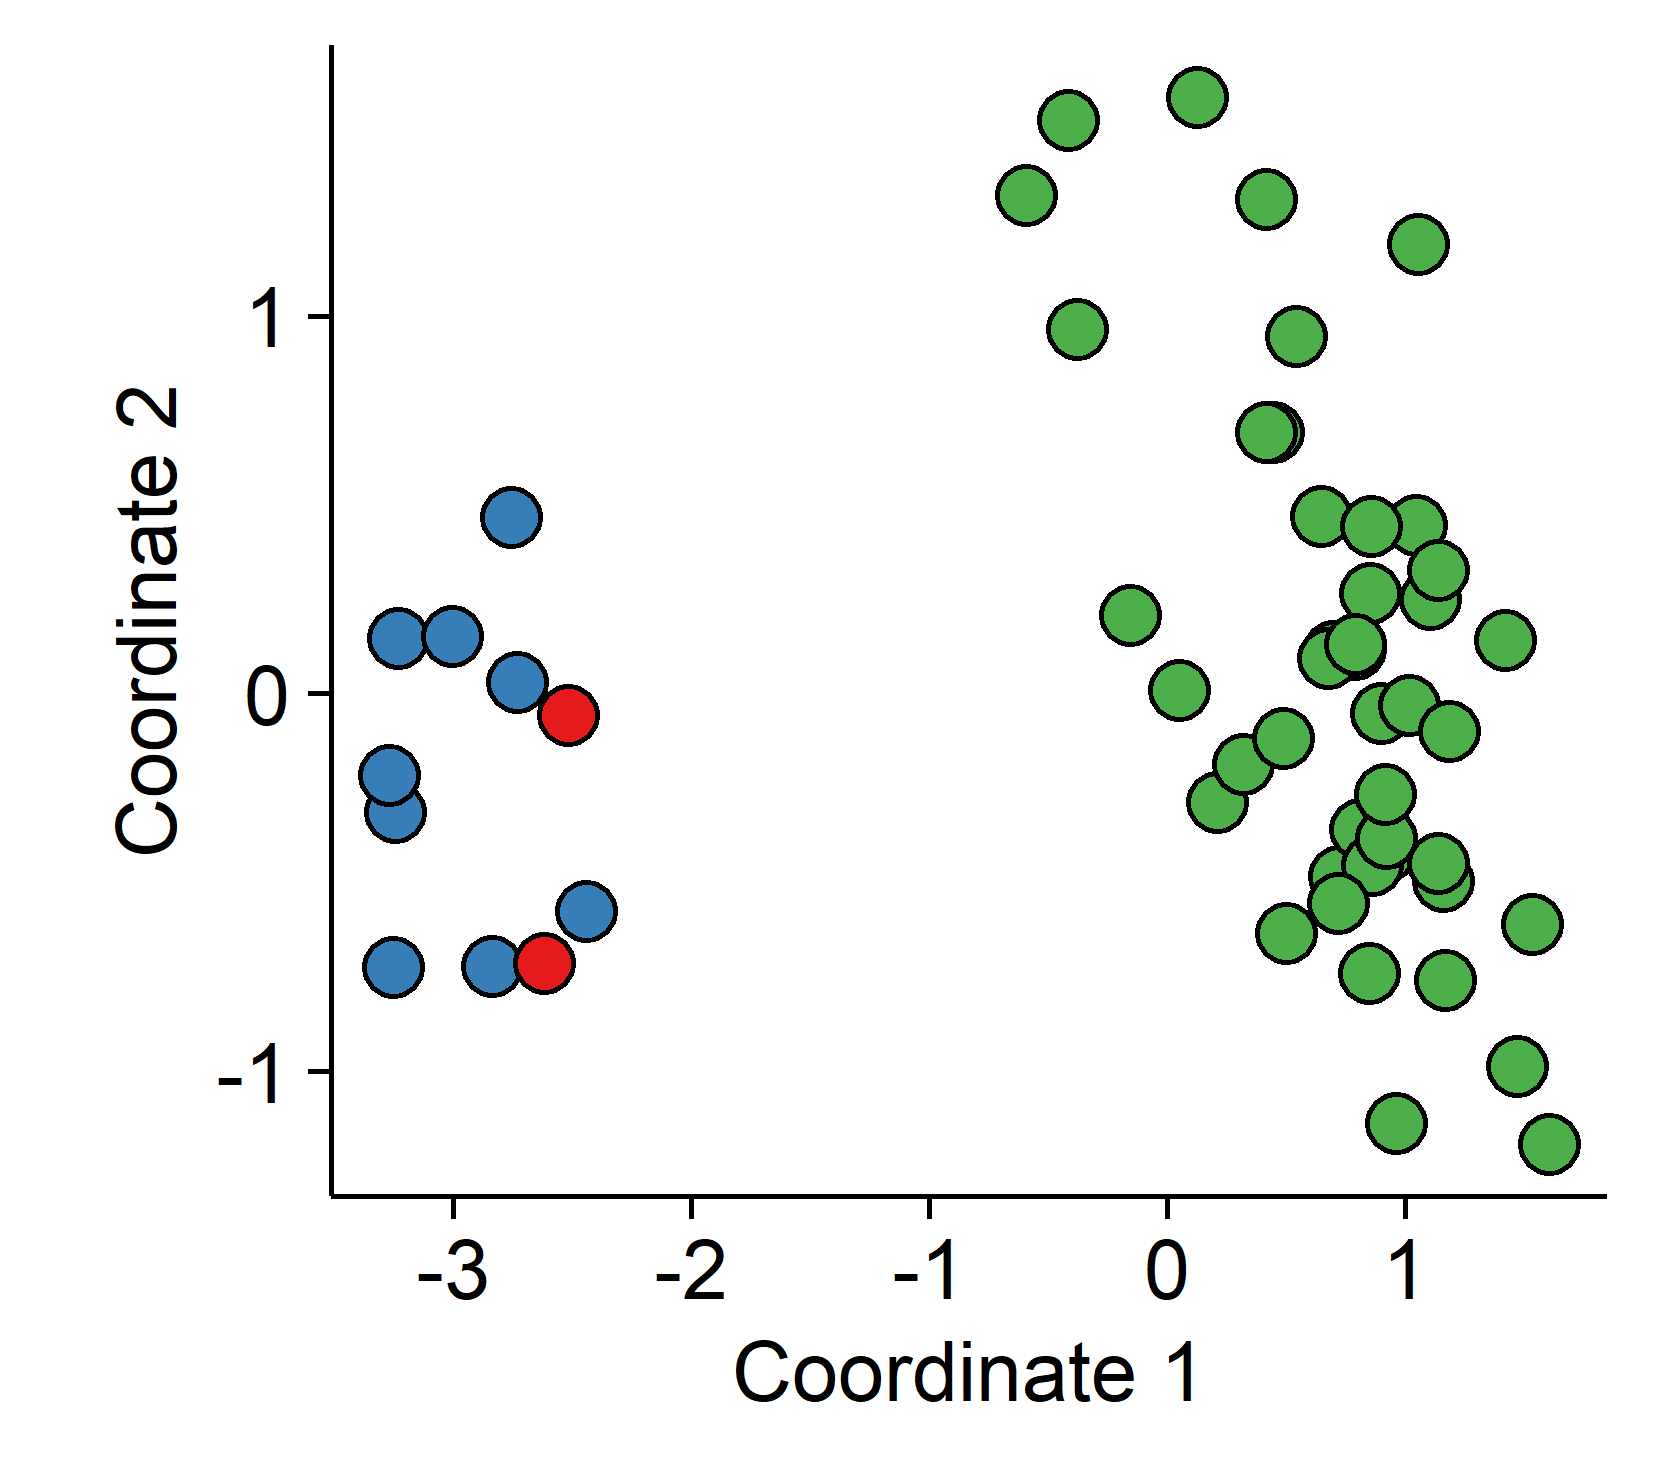 Coordinate 2
1
0
-1
-3 -2 -1 0 1
Coordinate 1